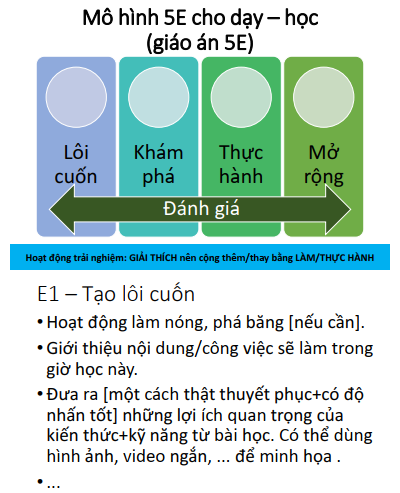 Mô hình 5E cho dạy – học
(giáo án 5E)
Lôi cuốn
Khám phá
Thực hành
Mở rộng
Đánh giá
Hoạt động trải nghiệm: GIẢI THÍCH nên cộng thêm/thay bằng LÀM/THỰC HÀNH
E1 – Tạo lôi cuốn
• Hoạt động làm nóng, phá băng [nếu cần].
• Giới thiệu nội dung/công việc sẽ làm trong
giờ học này.
• Đưa ra [một cách thật thuyết phục+có độ
nhấn tốt] những lợi ích quan trọng của
kiến thức+kỹ năng từ bài học. Có thể dùng
hình ảnh, video ngắn, ... để minh họa .
• ...